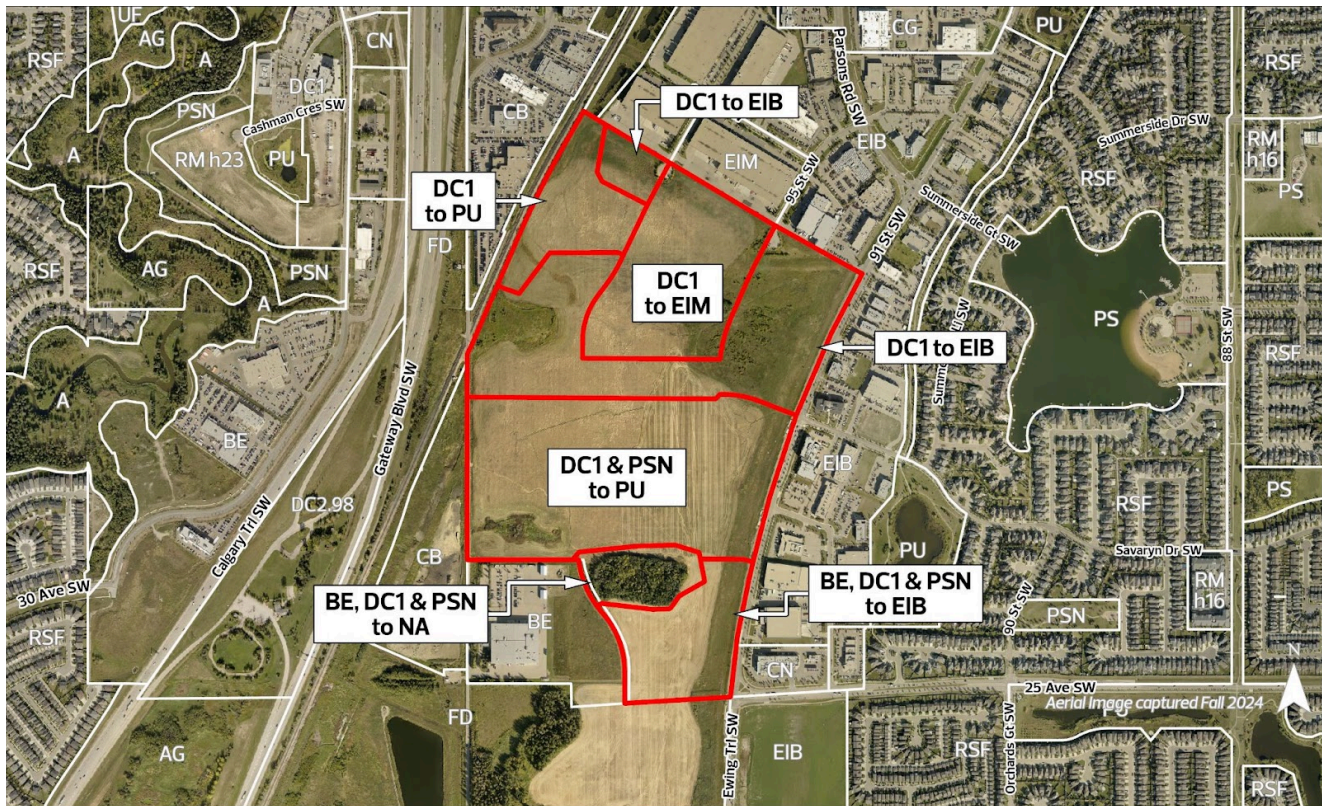 UF
AG
A
RSF
CN
DC1
Cashman Cres SW
PSN
RM h23
PU
A
AG
PSN
RSF
A
A
BE
FD
CB
DC1 to EIB
DC1
to PU
EIM
95 St SW
Parsons Rd SW
CG
PU
EIB
91 St SW
Summerside Dr SW
RSF
Summerside Gt SW
RSF
RM
h16
PS
PS
88 St SW
RSF
DC1
to EIM
DC1 to EIB
DC1 & PSN
to PU
EIB
PU
RSF
PS
Savaryn Dr SW
RM
h16
90 St SW
PSN
RSF
Calgary Trl SW
Gateway Blvd SW
DC2.98
30 Ave SW
RSF
CB
BE, DC1 & PSN
to NA
BE
BE, DC1 & PSN
to EIB
CN
25 Ave SW
N
Aerial Image captured Fall 2024
AG
FD
Ewing Trl SW
EIB
RSF
Orchards Gt SW
RSF